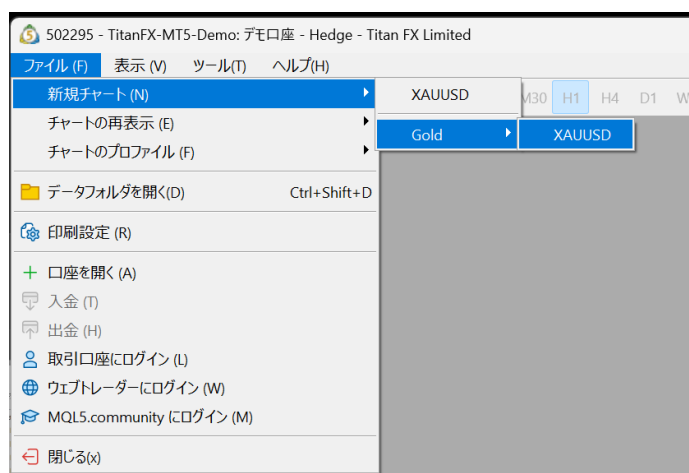 502295 - TitanFX-MT5-Demo: デモ口座 - Hedge - Titan FX Limited
ファイル (F) 表示 (V) ツール(T) ヘルプ(H)
新規チャート (N) XAUUSD M30 H1 H4 D1 W
チャートの再表示 (E) Gold XAUUSD
チャートのプロファイル (F)
データフォルダを開く(D) Ctrl+Shift+D
印刷設定 (R)
口座を開く (A)
入金 (T)
出金 (H)
取引口座にログイン (L)
ウェブトレーダーにログイン (W)
MQL5.community にログイン (M)
閉じる(x)